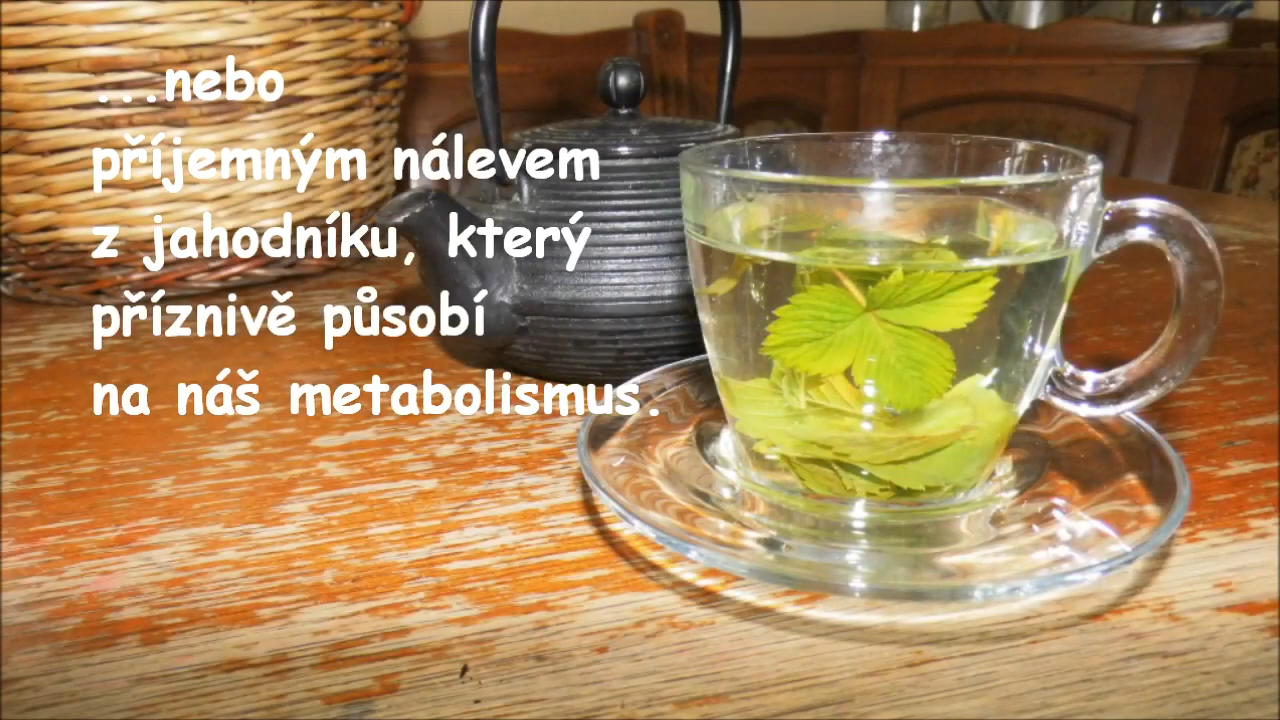 ...nebo
příjemným nálevem
z jahodníku, který
příznivě působí
na náš metabolismus.